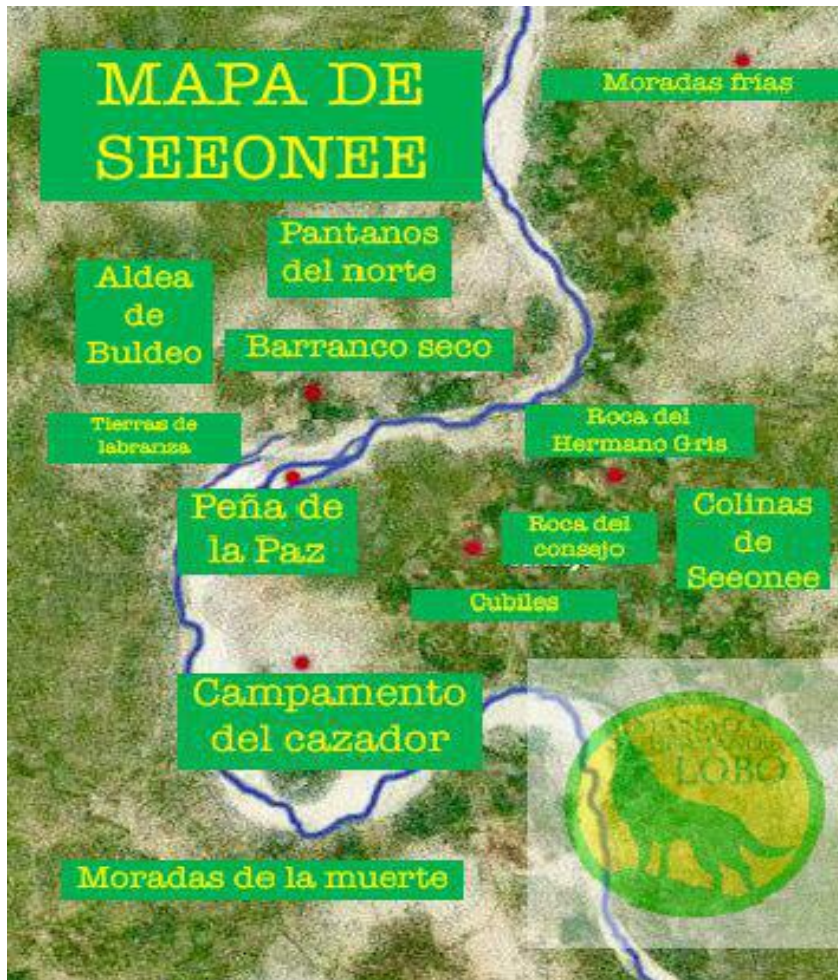 MAPA DE
SEEONEE
Moradas frías
Pantanos
del norte
Aldea
de
Buldeo
Barranco seco
Tierras de
labranza
Roca del
Hermano Gris
Peña de
la Paz
Roca del
consejo
Colinas
de
Seeonee
Cubiles
Campamento
del cazador
LOBO
Moradas de la muerte